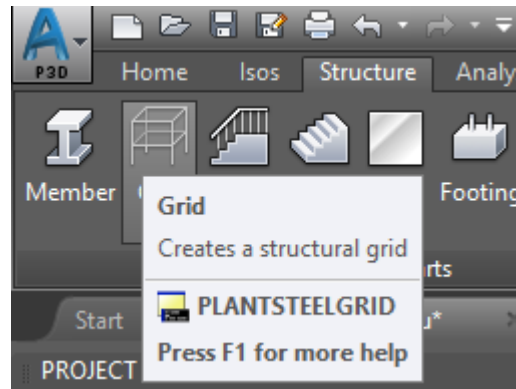 P3D
Home Isos Structure Analy
Member
Footing
Grid
Creates a structural grid
rts
PLANTSTEELGRID
Start
u*
Press F1 for more help
PROJECT